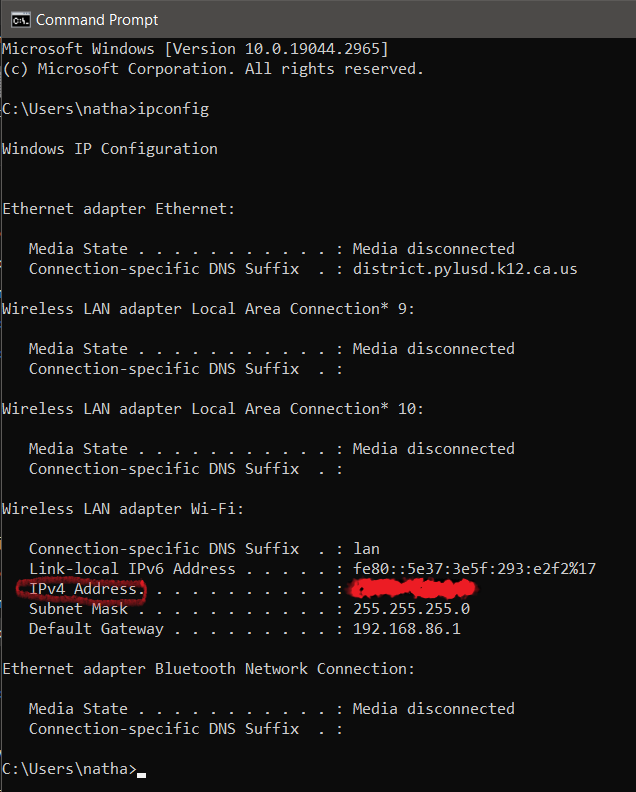 Command Prompt
Microsoft Windows [Version 10.0.19044.2965]
(c) Microsoft Corporation. All rights reserved.
C:\Users\natha>ipconfig
Windows IP Configuration
Ethernet adapter Ethernet:
Media State . . . . . . . . . . . : Media disconnected
Connection-specific DNS Suffix  . : district.pylusd.k12.ca.us
Wireless LAN adapter Local Area Connection* 9:
Media State . . . . . . . . . . . : Media disconnected
Connection-specific DNS Suffix  . :
Wireless LAN adapter Local Area Connection* 10:
Media State . . . . . . . . . . . : Media disconnected
Connection-specific DNS Suffix  . :
Wireless LAN adapter Wi-Fi:
Connection-specific DNS Suffix  . : lan
Link-local IPv6 Address . . . . . : fe80::5e37:3e5f:293:e2f2%17
IPv4 Address. . . . . . . . . . . :
Subnet Mask . . . . . . . . . . . : 255.255.255.0
Default Gateway . . . . . . . . . : 192.168.86.1
Ethernet adapter Bluetooth Network Connection:
Media State . . . . . . . . . . . : Media disconnected
Connection-specific DNS Suffix  . :
C:\Users\natha>